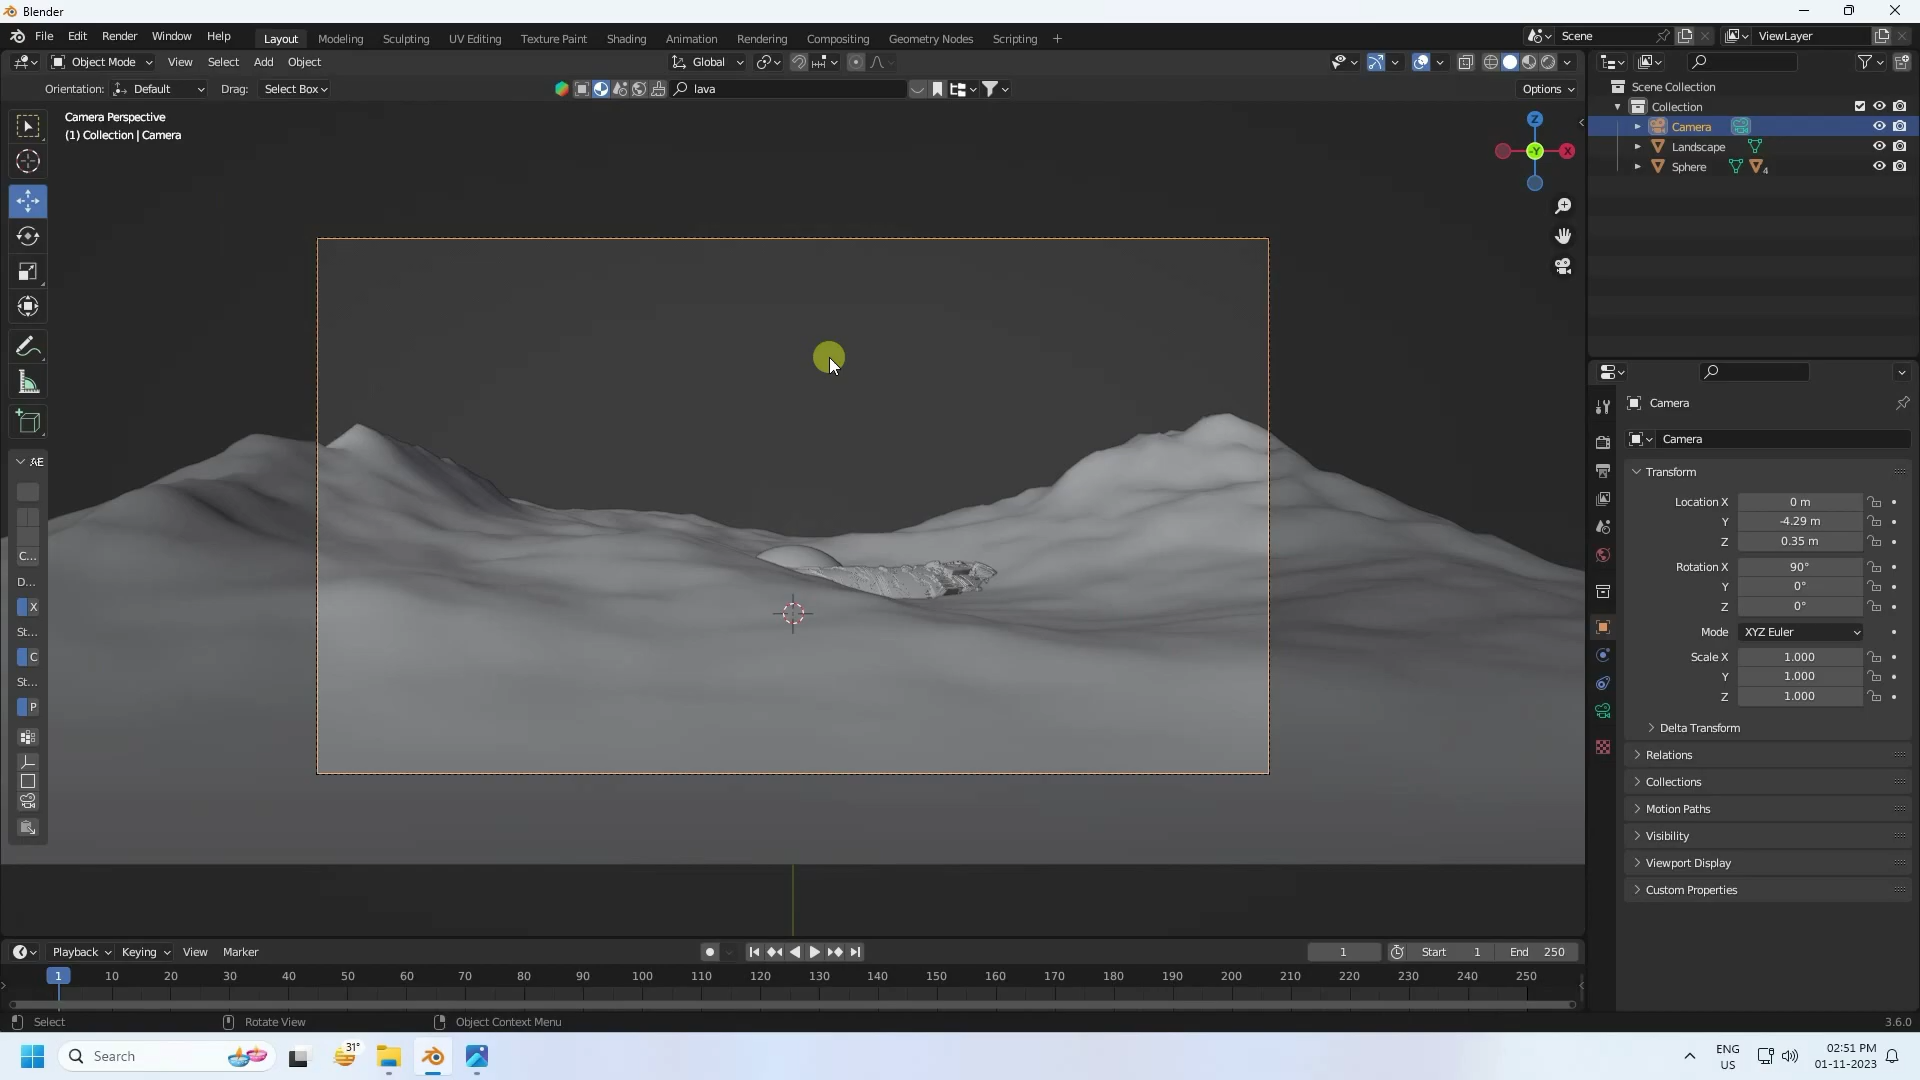 Blender
File Edit Render Window Help Layout Modeling Sculpting UV Editing Texture Paint Shading Animation Rendering Compositing Geometry Nodes Scripting + Scene ViewLayer
Object Mode View Select Add Object Global
Orientation: Default Drag: Select Box lava Options
Camera Perspective
(1) Collection | Camera
Z
-Y
X
AE
C...
D...
X
St...
C
St...
P
Scene Collection
Collection
Camera
Landscape
Sphere 4
Camera
Camera
Transform
Location X 0 m
Y -4.29 m
Z 0.35 m
Rotation X 90°
Y 0°
Z 0°
Mode XYZ Euler
Scale X 1.000
Y 1.000
Z 1.000
Delta Transform
Relations
Collections
Motion Paths
Visibility
Viewport Display
Custom Properties
Playback Keying View Marker 1 Start 1 End 250
1 10 20 30 40 50 60 70 80 90 100 110 120 130 140 150 160 170 180 190 200 210 220 230 240 250
Select Rotate View Object Context Menu 3.6.0
Search 31° ENG US 02:51 PM 01-11-2023